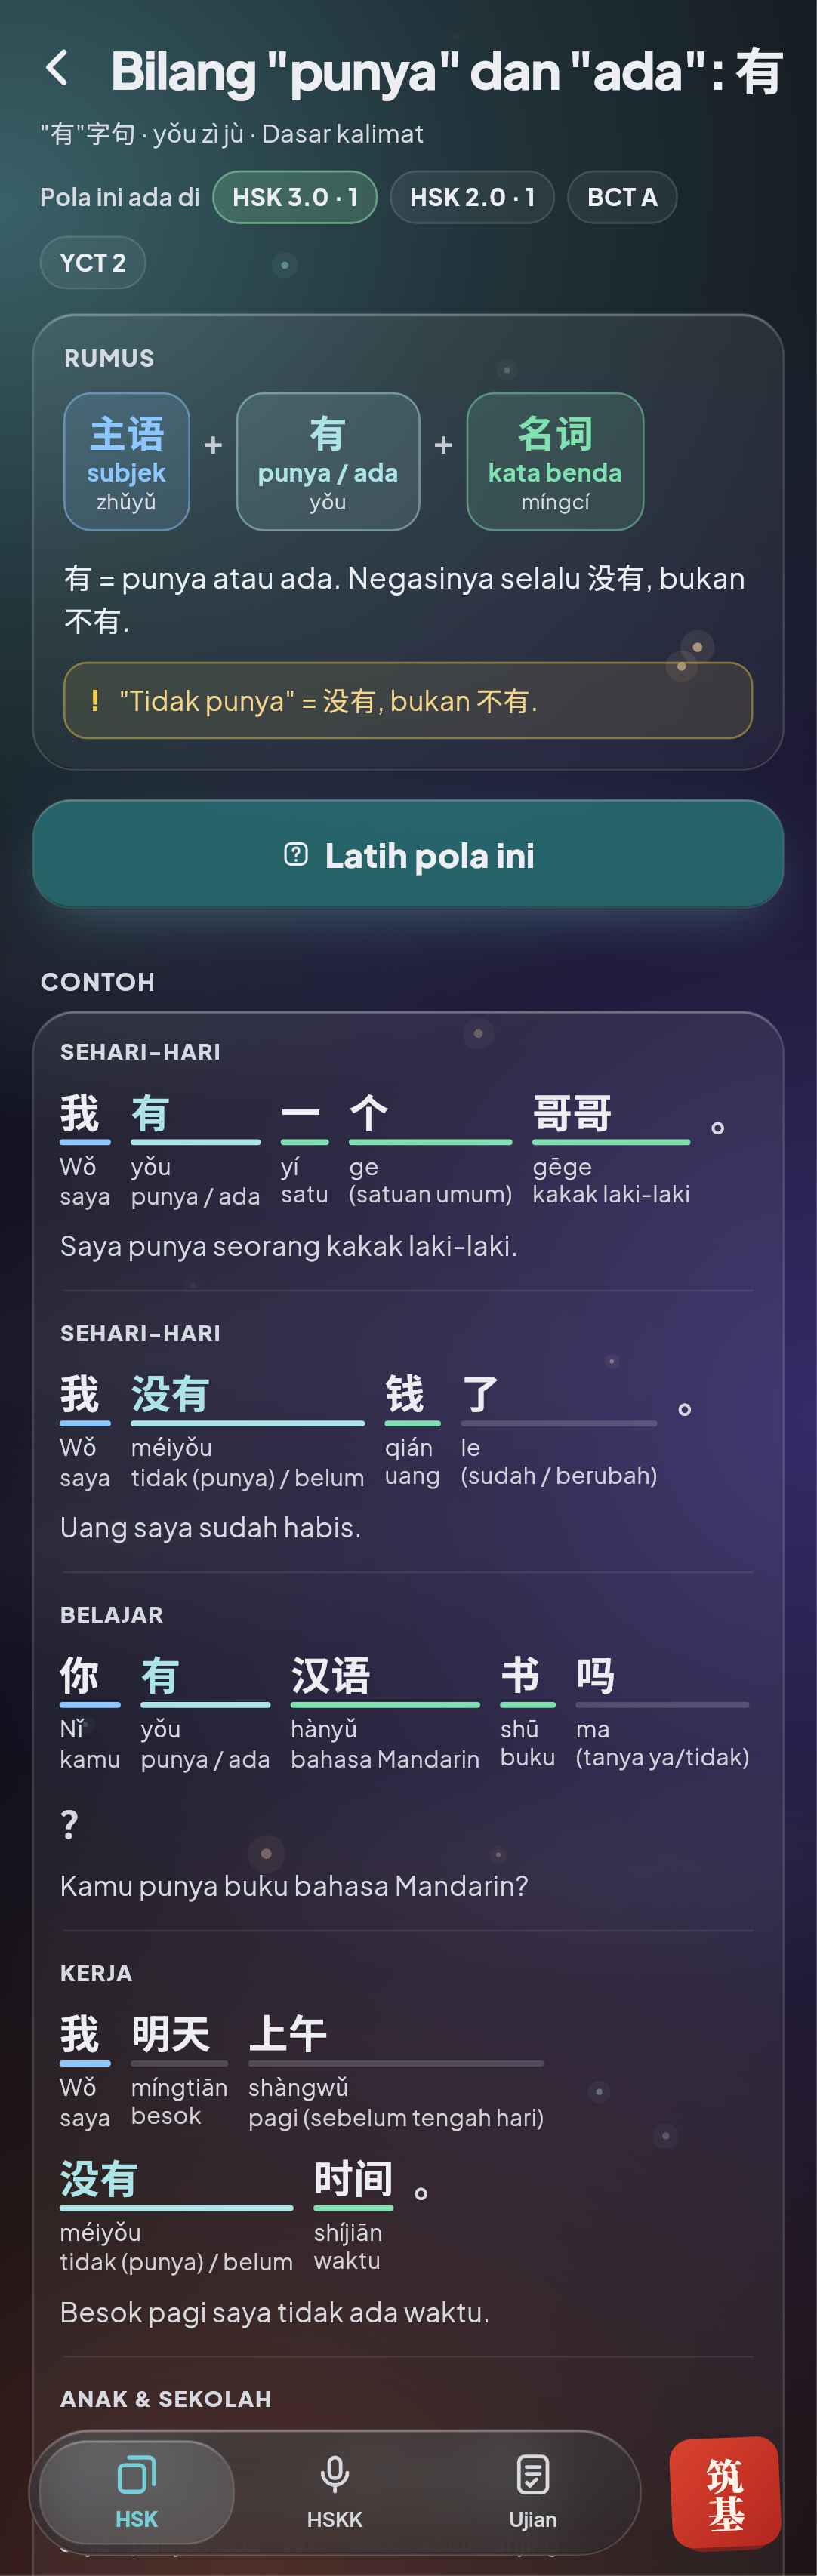 Bilang "punya" dan "ada": 有
"有"字句 · yǒu zì jù · Dasar kalimat
Pola ini ada di HSK 3.0 · 1 HSK 2.0 · 1 BCT A
YCT 2
RUMUS
主语 + 有 + 名词
subjek punya / ada kata benda
zhǔyǔ yǒu míngcí
有 = punya atau ada. Negasinya selalu 没有, bukan
不有.
! "Tidak punya" = 没有, bukan 不有.
Latih pola ini
CONTOH
SEHARI-HARI
我 有 一 个 哥哥 。
Wǒ yǒu yí ge gēge
saya punya / ada satu (satuan umum) kakak laki-laki
Saya punya seorang kakak laki-laki.
SEHARI-HARI
我 没有 钱 了 。
Wǒ méiyǒu qián le
saya tidak (punya) / belum uang (sudah / berubah)
Uang saya sudah habis.
BELAJAR
你 有 汉语 书 吗
Nǐ yǒu hànyǔ shū ma
kamu punya / ada bahasa Mandarin buku (tanya ya/tidak)
?
Kamu punya buku bahasa Mandarin?
KERJA
我 明天 上午
Wǒ míngtiān shàngwǔ
saya besok pagi (sebelum tengah hari)
没有 时间 。
méiyǒu shíjiān
tidak (punya) / belum waktu
Besok pagi saya tidak ada waktu.
ANAK & SEKOLAH
HSK HSKK Ujian
筑
基